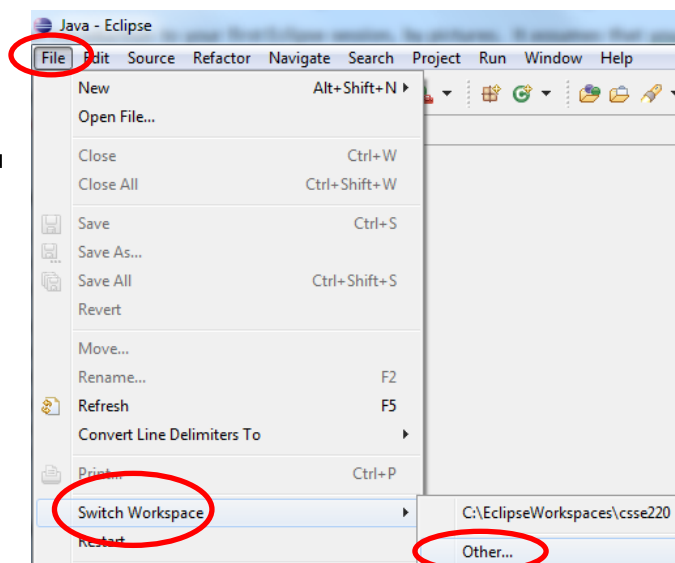 Java - Eclipse
File Edit Source Refactor Navigate Search Project Run Window Help
New Alt+Shift+N
Open File...
Close Ctrl+W
Close All Ctrl+Shift+W
Save Ctrl+S
Save As...
Save All Ctrl+Shift+S
Revert
Move...
Rename... F2
Refresh F5
Convert Line Delimiters To
Print... Ctrl+P
Switch Workspace C:\EclipseWorkspaces\csse220
Restart Other...